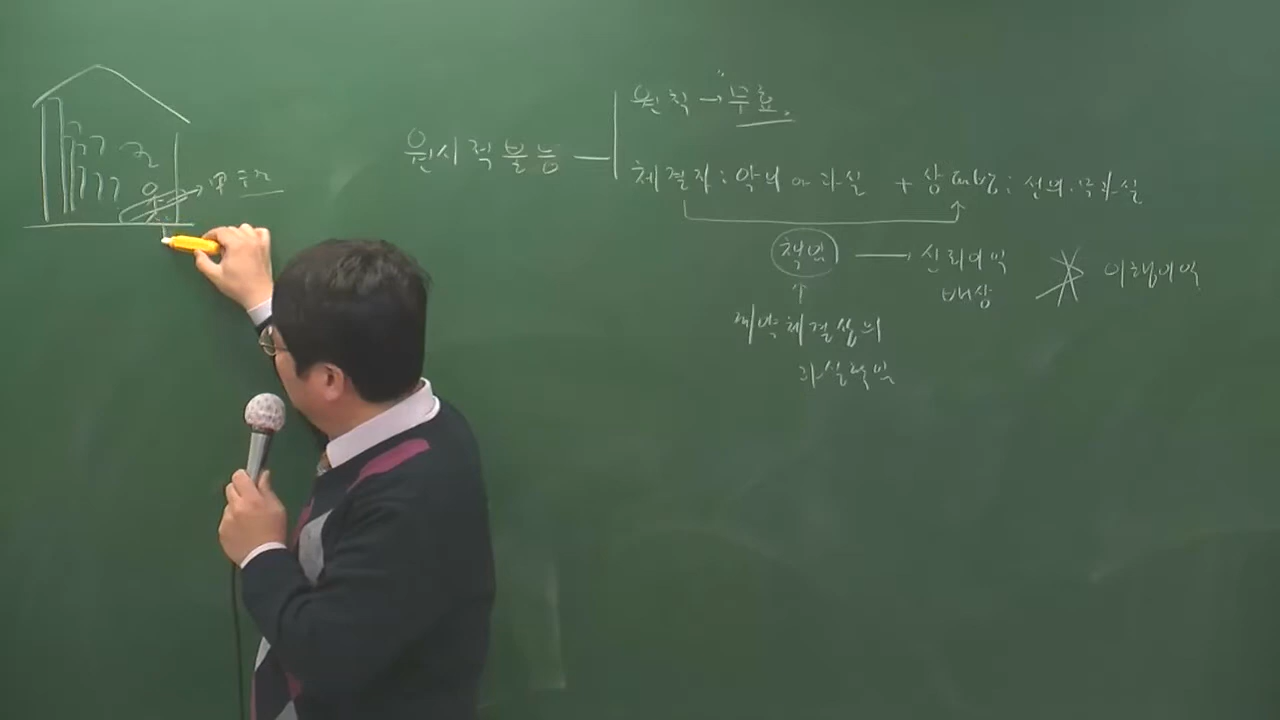 원시적불능
원칙 → 무효.
체결자 : 악의 or 과실 + 상대방 : 선의.무과실
책임 → 신뢰이익 이행이익
배상
계약체결상의
과실책임